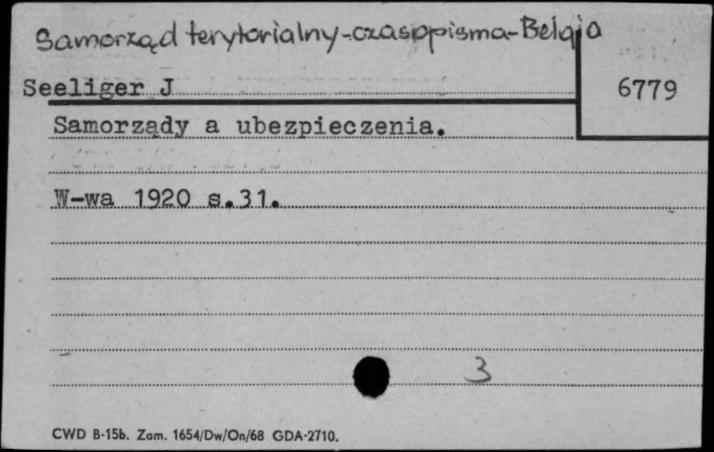 Samorząd terytorialny-czasopisma-Belgia
Seeliger J
6779
Samorządy a ubezpieczenia.
W-wa 1920 s.31.
3
CWD B-15b. Zam. 1654/Dw/On/68 GDA-2710.